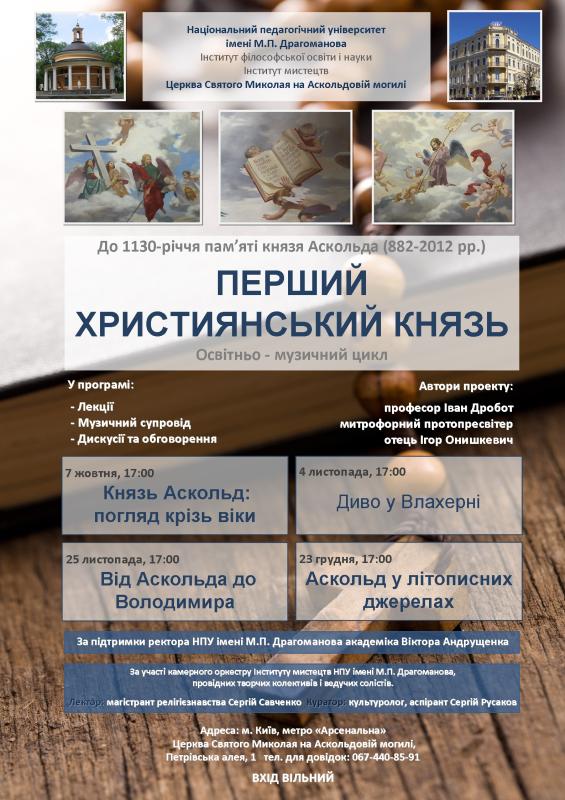 Національний педагогічний університет
імені М.П. Драгоманова
Інститут філософської освіти і науки
Інститут мистецтв
Церква Святого Миколая на Аскольдовій могилі
До 1130-річчя пам'яті князя Аскольда (882-2012 рр.)
ПЕРШИЙ
ХРИСТИЯНСЬКИЙ КНЯЗЬ
Освітньо - музичний цикл
У програмі:
- Лекції
- Музичний супровід
- Дискусії та обговорення
Автори проекту:
професор Іван Дробот
митрофорний протопресвітер
отець Ігор Онишкевич
7 жовтня, 17:00
Князь Аскольд:
погляд крізь віки
4 листопада, 17:00
Диво у Влахерні
25 листопада, 17:00
Від Аскольда до
Володимира
23 грудня, 17:00
Аскольд у літописних
джерелах
За підтримки ректора НПУ імені М.П. Драгоманова академіка Віктора Андрущенка
За участі камерного оркестру Інституту мистецтв НПУ імені М.П. Драгоманова,
провідних творчих колективів і ведучих солістів.
Лектор: магістрант релігієзнавства Сергій Савченко Куратор: культуролог, аспірант Сергій Русаков
Адреса: м. Київ, метро «Арсенальна»
Церква Святого Миколая на Аскольдовій могилі,
Петрівська алея, 1 тел. для довідок: 067-440-85-91
ВХІД ВІЛЬНИЙ